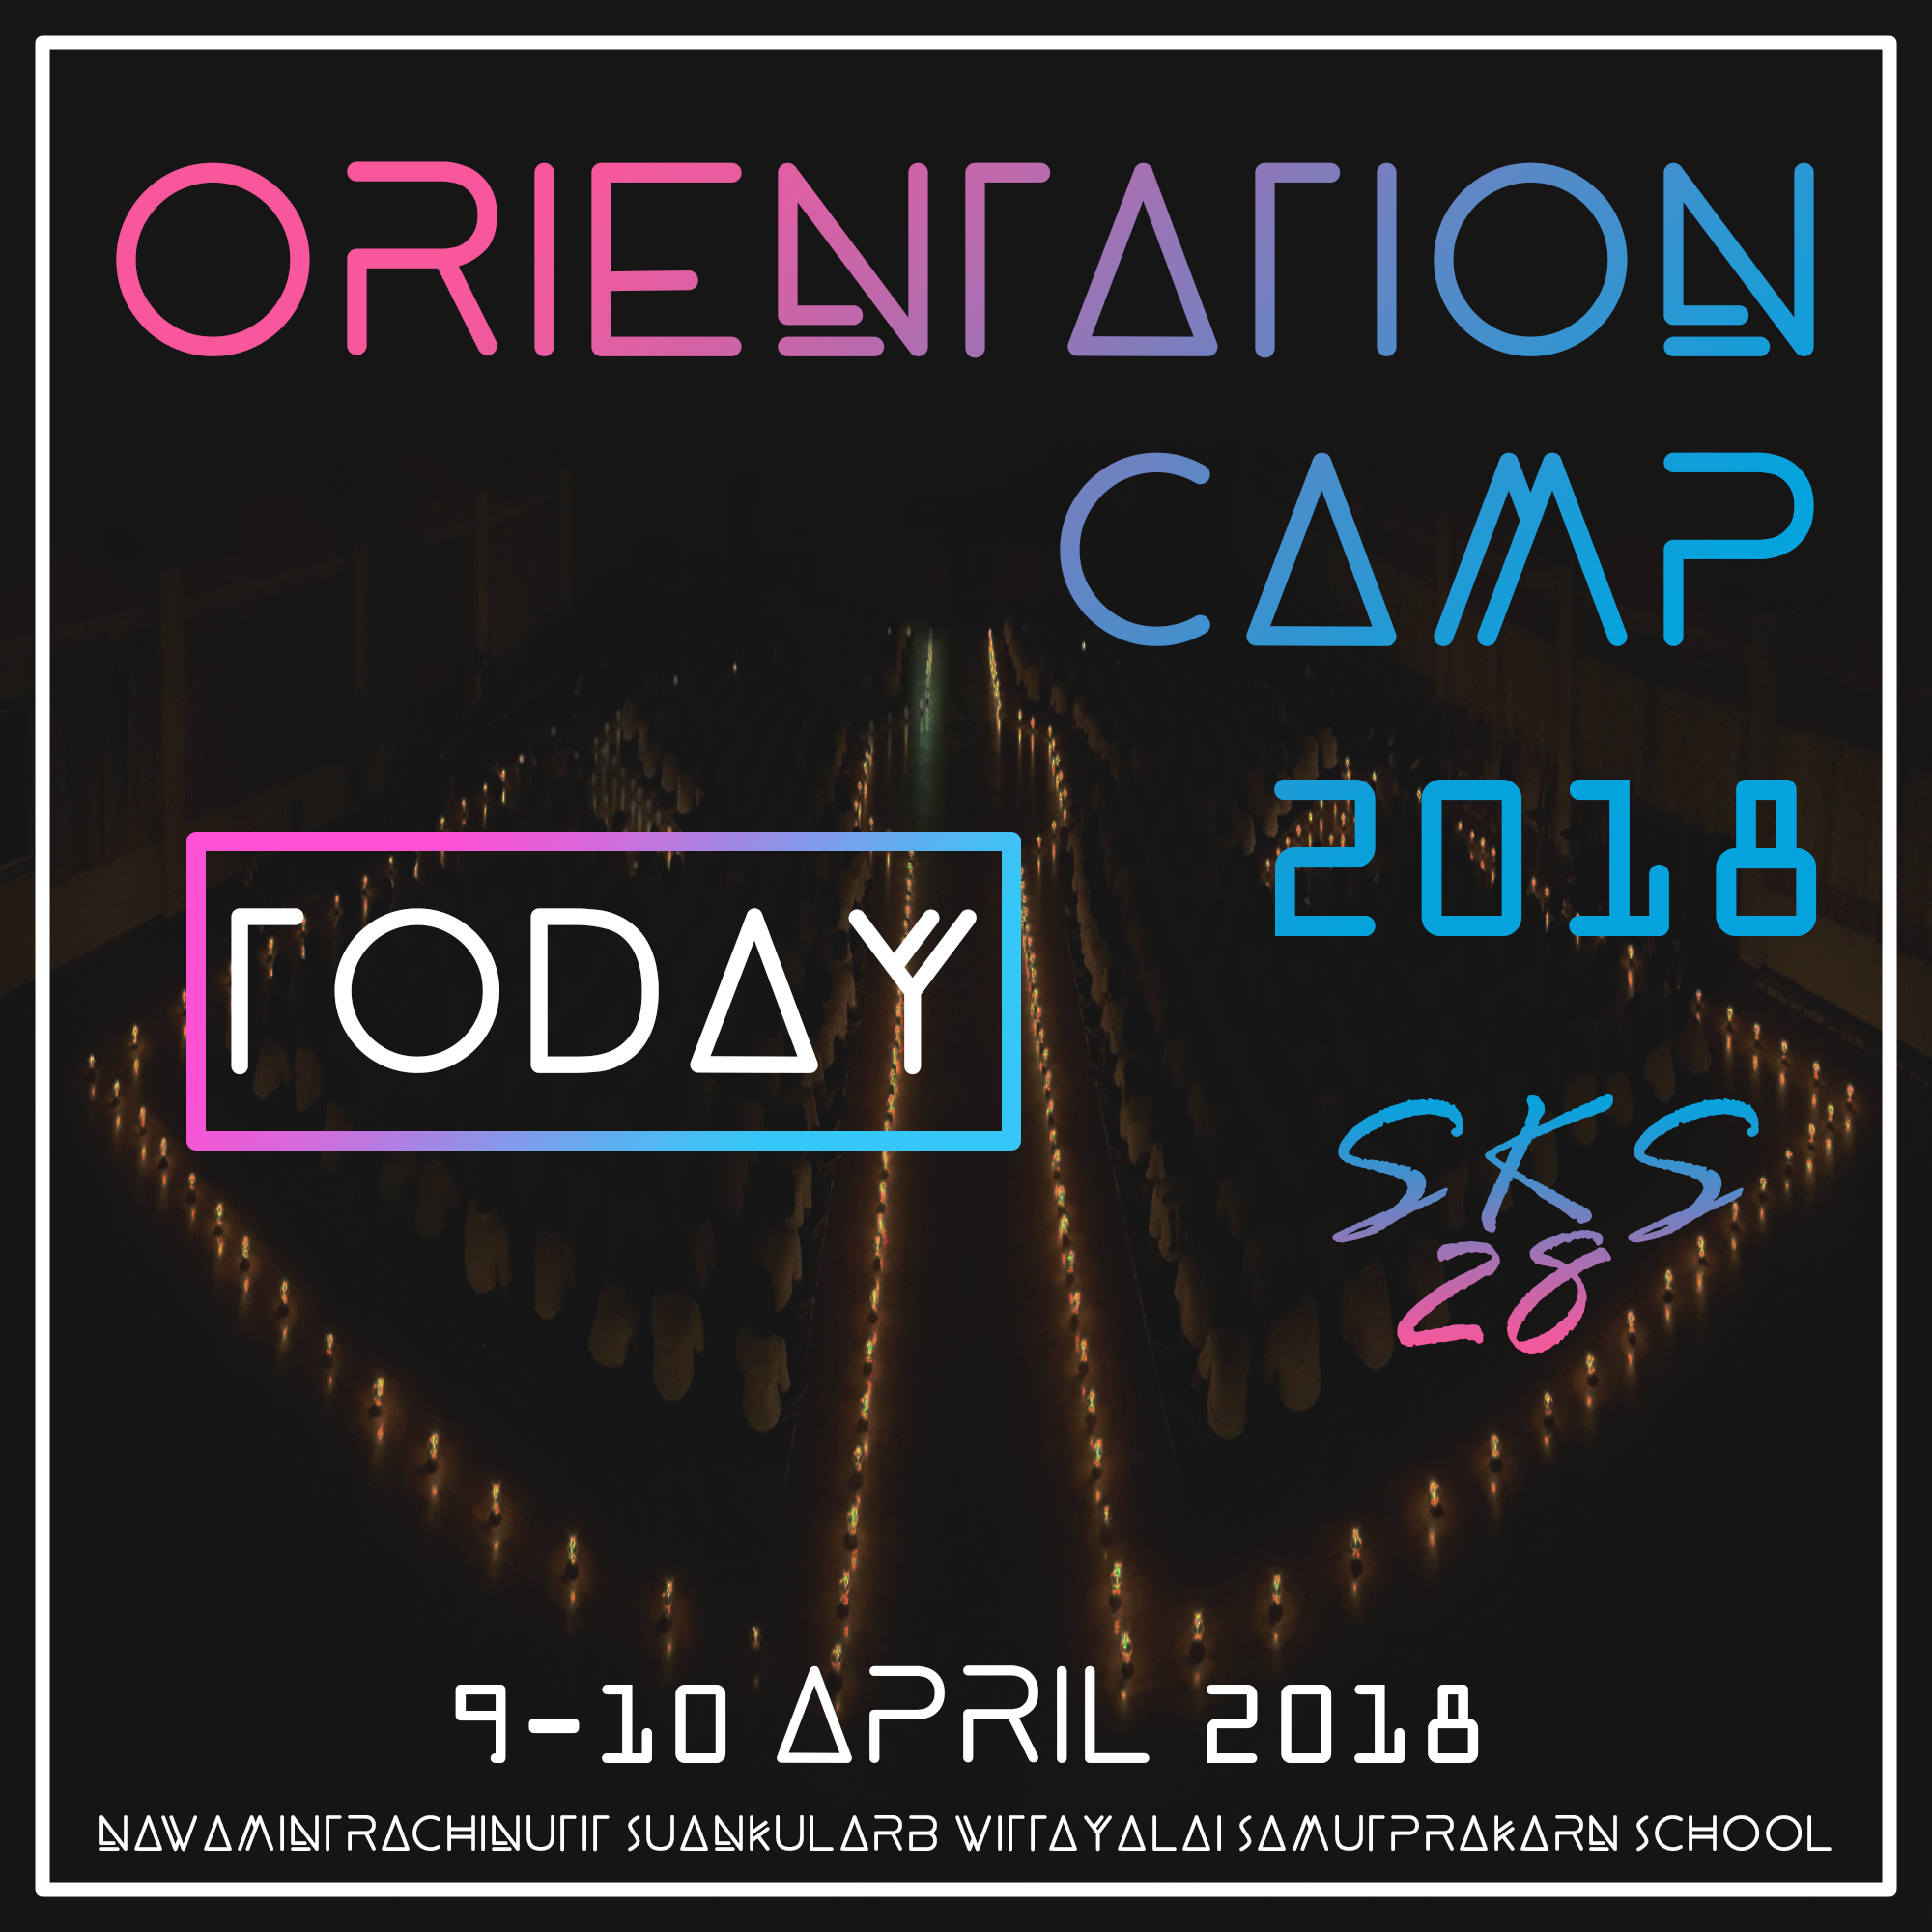 ORIENTATION
CAMP
2018
TODAY
SKS
28
9-10 APRIL 2018
NAWAMINTRACHINUTIT SUANKULARB WITTAYALAI SAMUTPRAKARN SCHOOL